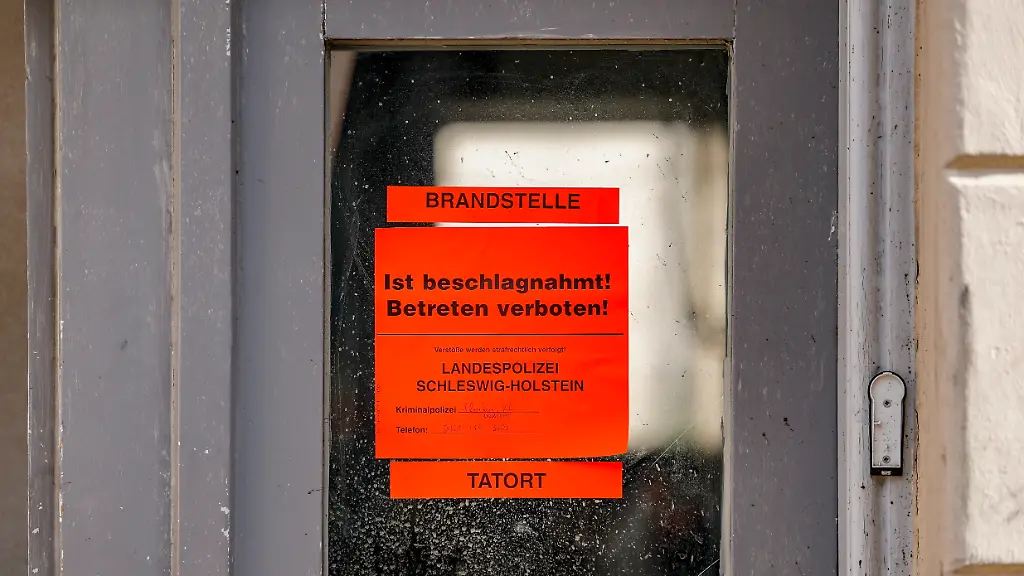 BRANDSTELLE
Ist beschlagnahmt!
Betreten verboten!
Verstöße werden strafrechtlich verfolgt!
LANDESPOLIZEI
SCHLESWIG-HOLSTEIN
Kriminalpolizei
Telefon:
TATORT